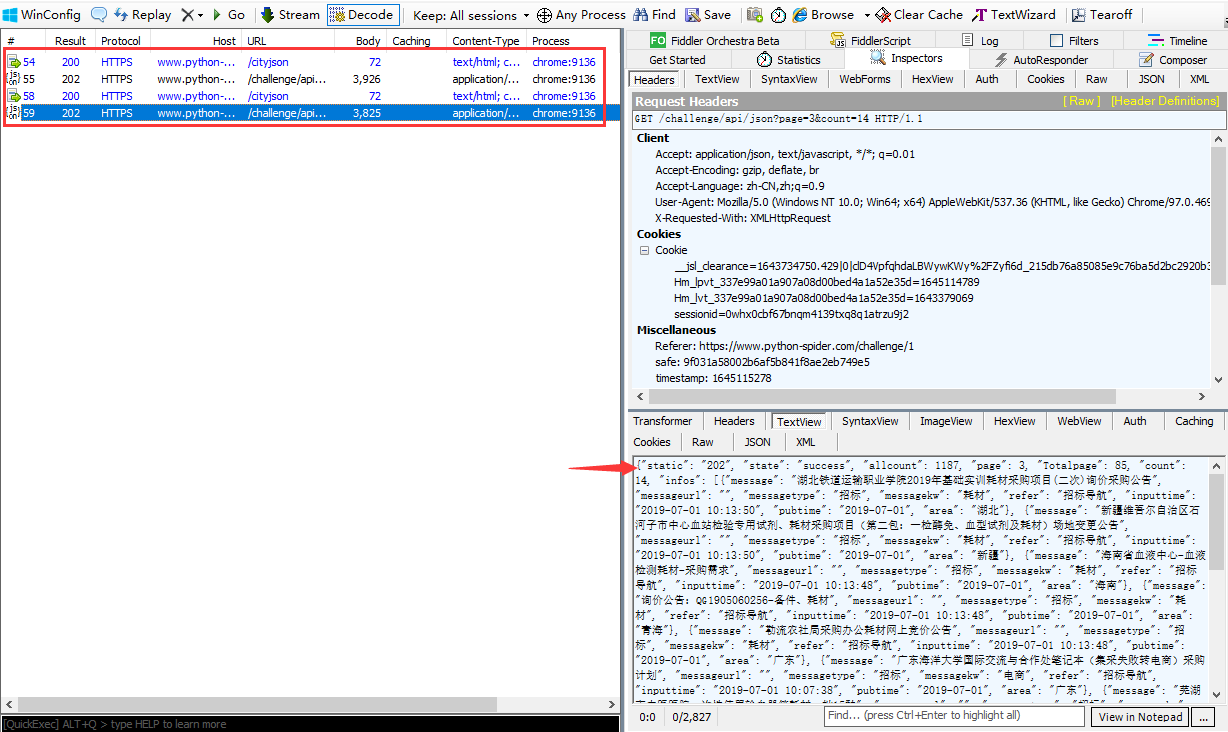 WinConfig Replay Go Stream Decode Keep: All sessions Any Process Find Save Browse Clear Cache TextWizard Tearoff
# Result Protocol Host URL Body Caching Content-Type Process
54 200 HTTPS www.python-... /cityjson 72 text/html; c... chrome:9136
55 202 HTTPS www.python-... /challenge/api... 3,926 application/... chrome:9136
58 200 HTTPS www.python-... /cityjson 72 text/html; c... chrome:9136
59 202 HTTPS www.python-... /challenge/api... 3,825 application/... chrome:9136
[QuickExec] ALT+Q > type HELP to learn more
FO Fiddler Orchestra Beta FiddlerScript Log Filters Timeline
Get Started Statistics Inspectors AutoResponder Composer
Headers TextView SyntaxView WebForms HexView Auth Cookies Raw JSON XML
Request Headers [ Raw ] [Header Definitions]
GET /challenge/api/json?page=3&count=14 HTTP/1.1
Client
Accept: application/json, text/javascript, */*; q=0.01
Accept-Encoding: gzip, deflate, br
Accept-Language: zh-CN,zh;q=0.9
User-Agent: Mozilla/5.0 (Windows NT 10.0; Win64; x64) AppleWebKit/537.36 (KHTML, like Gecko) Chrome/97.0.469
X-Requested-With: XMLHttpRequest
Cookies
Cookie
__jsl_clearance=1643734750.429|0|clD4VpfqhdaLBWywKWy%2FZyfi6d_215db76a85085e9c76ba5d2bc2920b3
Hm_lpvt_337e99a01a907a08d00bed4a1a52e35d=1645114789
Hm_lvt_337e99a01a907a08d00bed4a1a52e35d=1643379069
sessionid=0whx0cbf67bnqm4139txq8q1atrzu9j2
Miscellaneous
Referer: https://www.python-spider.com/challenge/1
safe: 9f031a58002b6af5b841f8ae2eb749e5
timestamp: 1645115278
Transformer Headers TextView SyntaxView ImageView HexView WebView Auth Caching
Cookies Raw JSON XML
{"static": "202", "state": "success", "allcount": 1187, "page": 3, "Totalpage": 85, "count":
14, "infos": [{"message": "湖北铁道运输职业学院2019年基础实训耗材采购项目(二次)询价采购公告",
"messageurl": "", "messagetype": "招标", "messagekw": "耗材", "refer": "招标导航", "inputtime":
"2019-07-01 10:13:50", "pubtime": "2019-07-01", "area": "湖北"}, {"message": "新疆维吾尔自治区石
河子市中心血站检验专用试剂、耗材采购项目（第二包：一检酶免、血型试剂及耗材）场地变更公告",
"messageurl": "", "messagetype": "招标", "messagekw": "耗材", "refer": "招标导航", "inputtime":
"2019-07-01 10:13:50", "pubtime": "2019-07-01", "area": "新疆"}, {"message": "海南省血液中心-血液
检测耗材-采购需求", "messageurl": "", "messagetype": "招标", "messagekw": "耗材", "refer": "招标
导航", "inputtime": "2019-07-01 10:13:48", "pubtime": "2019-07-01", "area": "海南"}, {"message":
"询价公告: QG1905060256-备件、耗材", "messageurl": "", "messagetype": "招标", "messagekw": "耗
材", "refer": "招标导航", "inputtime": "2019-07-01 10:13:48", "pubtime": "2019-07-01", "area":
"青海"}, {"message": "勒流农社局采购办公耗材网上竞价公告", "messageurl": "", "messagetype": "招
标", "messagekw": "耗材", "refer": "招标导航", "inputtime": "2019-07-01 10:13:48", "pubtime":
"2019-07-01", "area": "广东"}, {"message": "广东海洋大学国际交流与合作处笔记本（集采失败转电商）采购
计划", "messageurl": "", "messagetype": "招标", "messagekw": "电商", "refer": "招标导航",
"inputtime": "2019-07-01 10:07:38", "pubtime": "2019-07-01", "area": "广东"}, {"message": "芜湖
0:0 0/2,827 Find... (press Ctrl+Enter to highlight all) View in Notepad ...